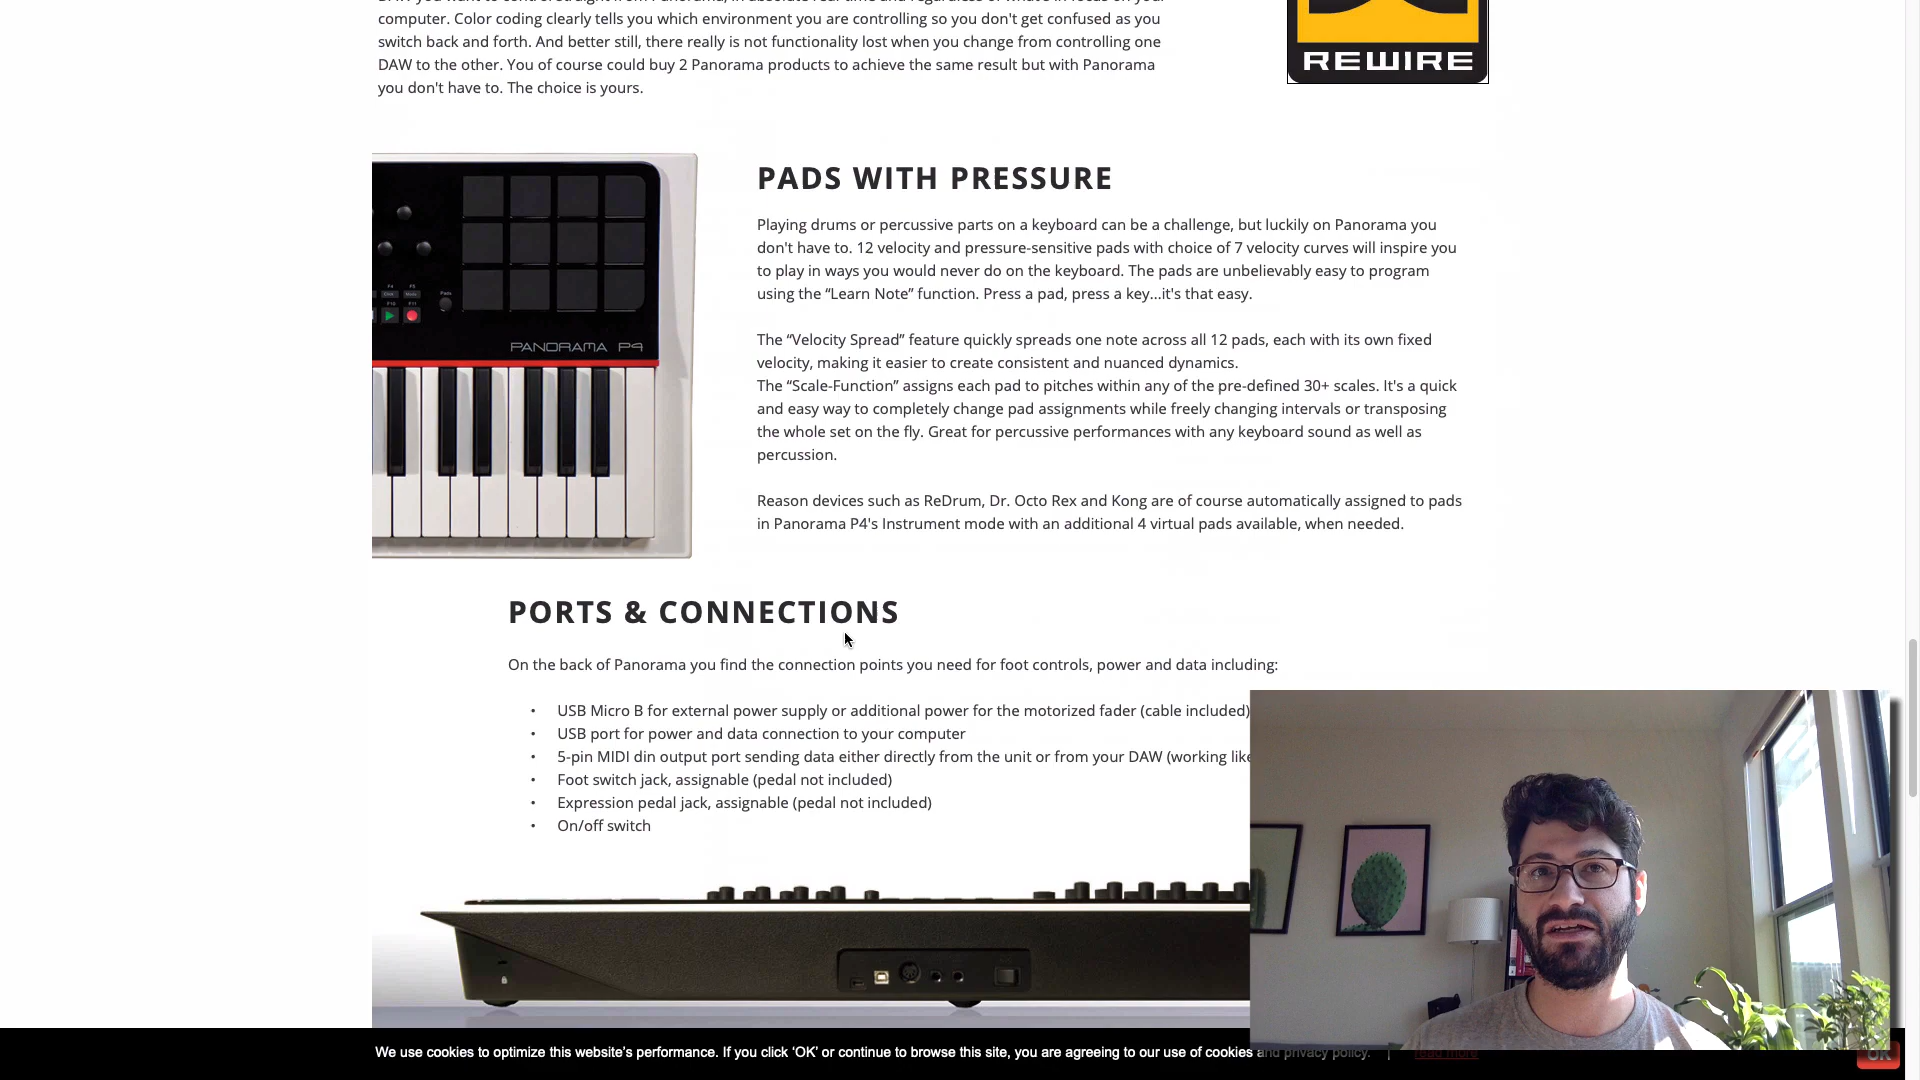 computer. Color coding clearly tells you which environment you are controlling so you don't get confused as you
switch back and forth. And better still, there really is not functionality lost when you change from controlling one
DAW to the other. You of course could buy 2 Panorama products to achieve the same result but with Panorama
you don't have to. The choice is yours.
REWIRE
PADS WITH PRESSURE
Playing drums or percussive parts on a keyboard can be a challenge, but luckily on Panorama you
don't have to. 12 velocity and pressure-sensitive pads with choice of 7 velocity curves will inspire you
to play in ways you would never do on the keyboard. The pads are unbelievably easy to program
using the “Learn Note” function. Press a pad, press a key...it's that easy.
The “Velocity Spread” feature quickly spreads one note across all 12 pads, each with its own fixed
velocity, making it easier to create consistent and nuanced dynamics.
The “Scale-Function” assigns each pad to pitches within any of the pre-defined 30+ scales. It's a quick
and easy way to completely change pad assignments while freely changing intervals or transposing
the whole set on the fly. Great for percussive performances with any keyboard sound as well as
percussion.
Reason devices such as ReDrum, Dr. Octo Rex and Kong are of course automatically assigned to pads
in Panorama P4's Instrument mode with an additional 4 virtual pads available, when needed.
Pads
PANORAMA P4
PORTS & CONNECTIONS
On the back of Panorama you find the connection points you need for foot controls, power and data including:
• USB Micro B for external power supply or additional power for the motorized fader (cable included)
• USB port for power and data connection to your computer
• 5-pin MIDI din output port sending data either directly from the unit or from your DAW (working like
• Foot switch jack, assignable (pedal not included)
• Expression pedal jack, assignable (pedal not included)
• On/off switch
We use cookies to optimize this website's performance. If you click ‘OK’ or continue to browse this site, you are agreeing to our use of cookies and privacy policy. | read more
OK